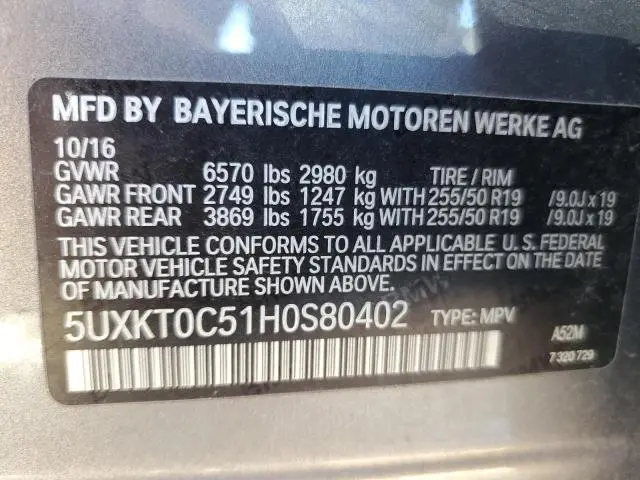 MFD BY BAYERISCHE MOTOREN WERKE AG
10/16
GVWR 6570 lbs 2980 kg TIRE / RIM
GAWR FRONT 2749 lbs 1247 kg WITH 255/50 R19 /9.0J x 19
GAWR REAR 3869 lbs 1755 kg WITH 255/50 R19 /9.0J x 19
THIS VEHICLE CONFORMS TO ALL APPLICABLE U.S. FEDERAL
MOTOR VEHICLE SAFETY STANDARDS IN EFFECT ON THE DATE
OF MANUFACTURE SHOWN ABOVE.
5UXKT0C51H0S80402 TYPE: MPV A52M
7320729